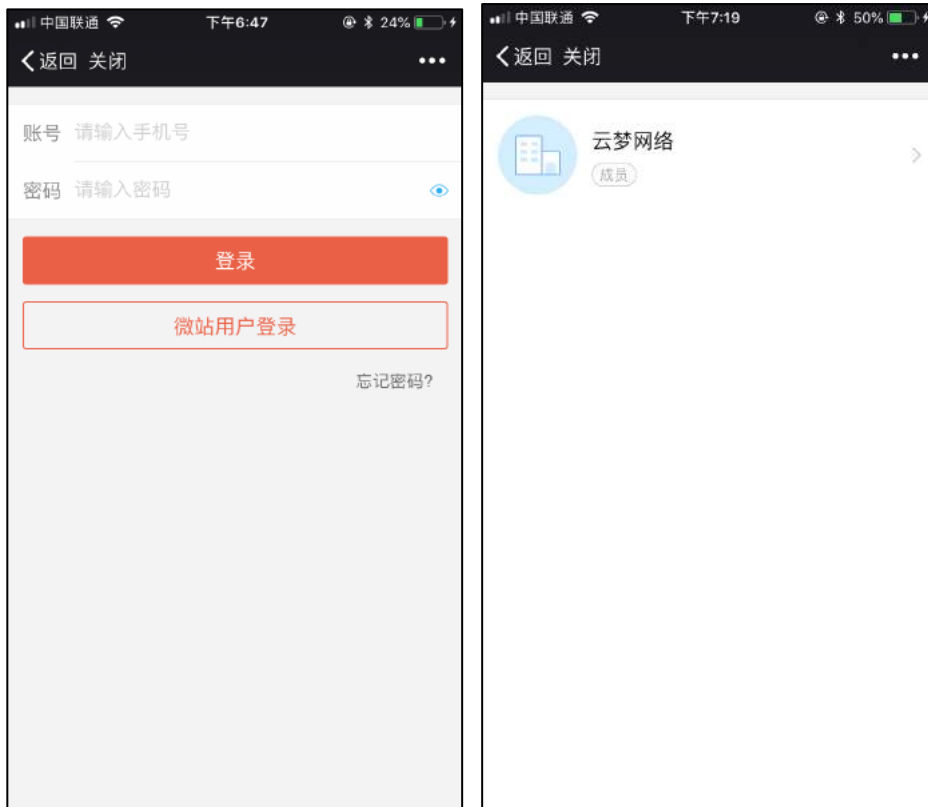 中国联通 下午6:47 24%
返回 关闭
账号 请输入手机号
密码 请输入密码
登录
微站用户登录
忘记密码?
中国联通 下午7:19 50%
返回 关闭
云梦网络
成员